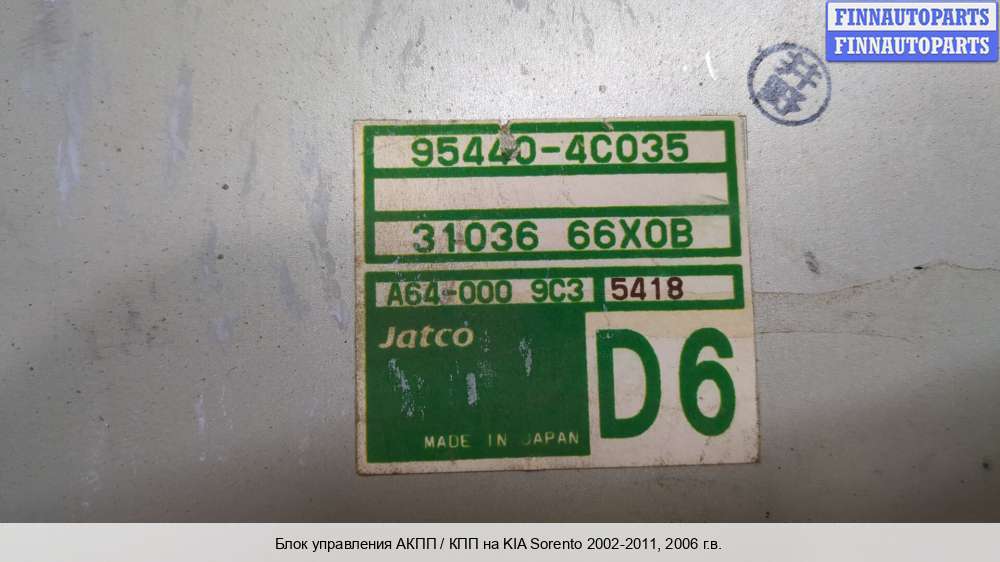 FINNAUTOPARTS
FINNAUTOPARTS
95440-4C035
31036 66X0B
A64-000 9C3 5418
Jatco
D6
MADE IN JAPAN
Блок управления АКПП / КПП на KIA Sorento 2002-2011, 2006 г.в.